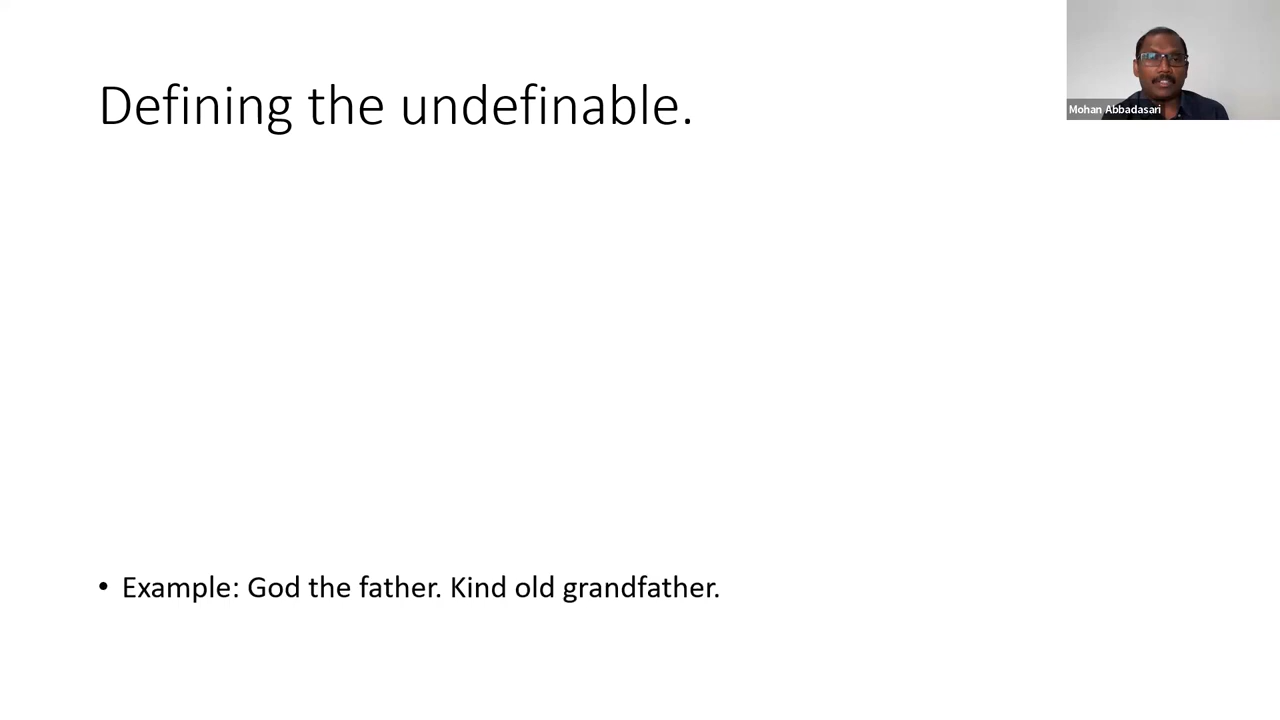 Defining the undefinable.
Mohan Abbadasari
• Example: God the father. Kind old grandfather.